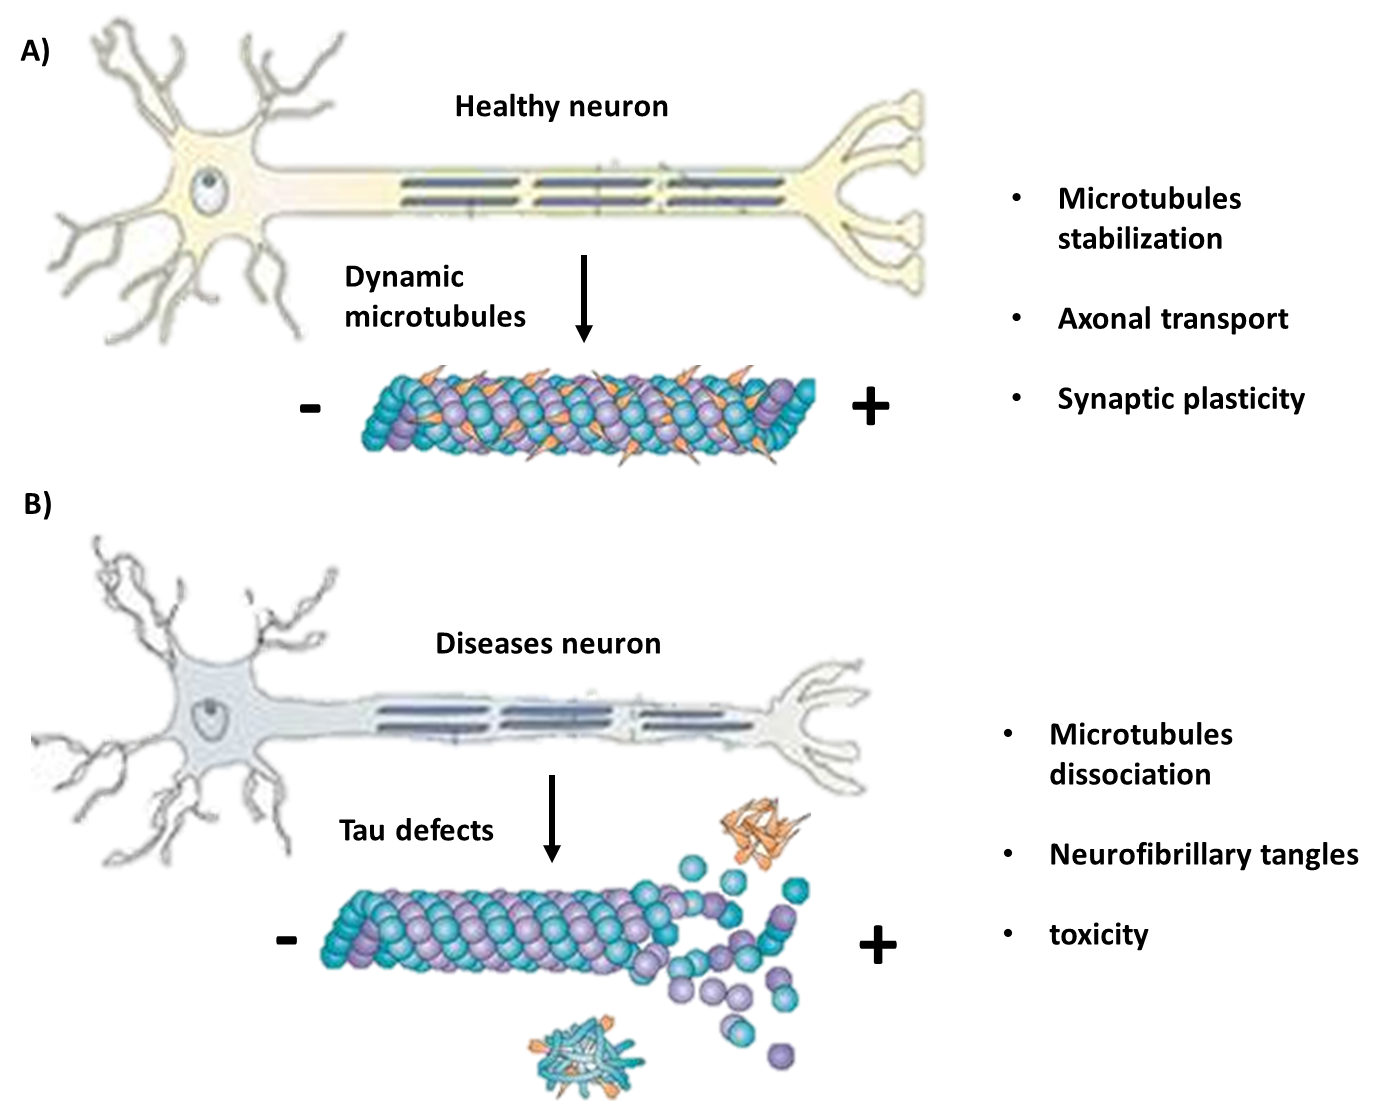 A)
Healthy neuron
Dynamic
microtubules
-
+
• Microtubules
stabilization
• Axonal transport
• Synaptic plasticity
B)
Diseases neuron
Tau defects
-
+
• Microtubules
dissociation
• Neurofibrillary tangles
• toxicity